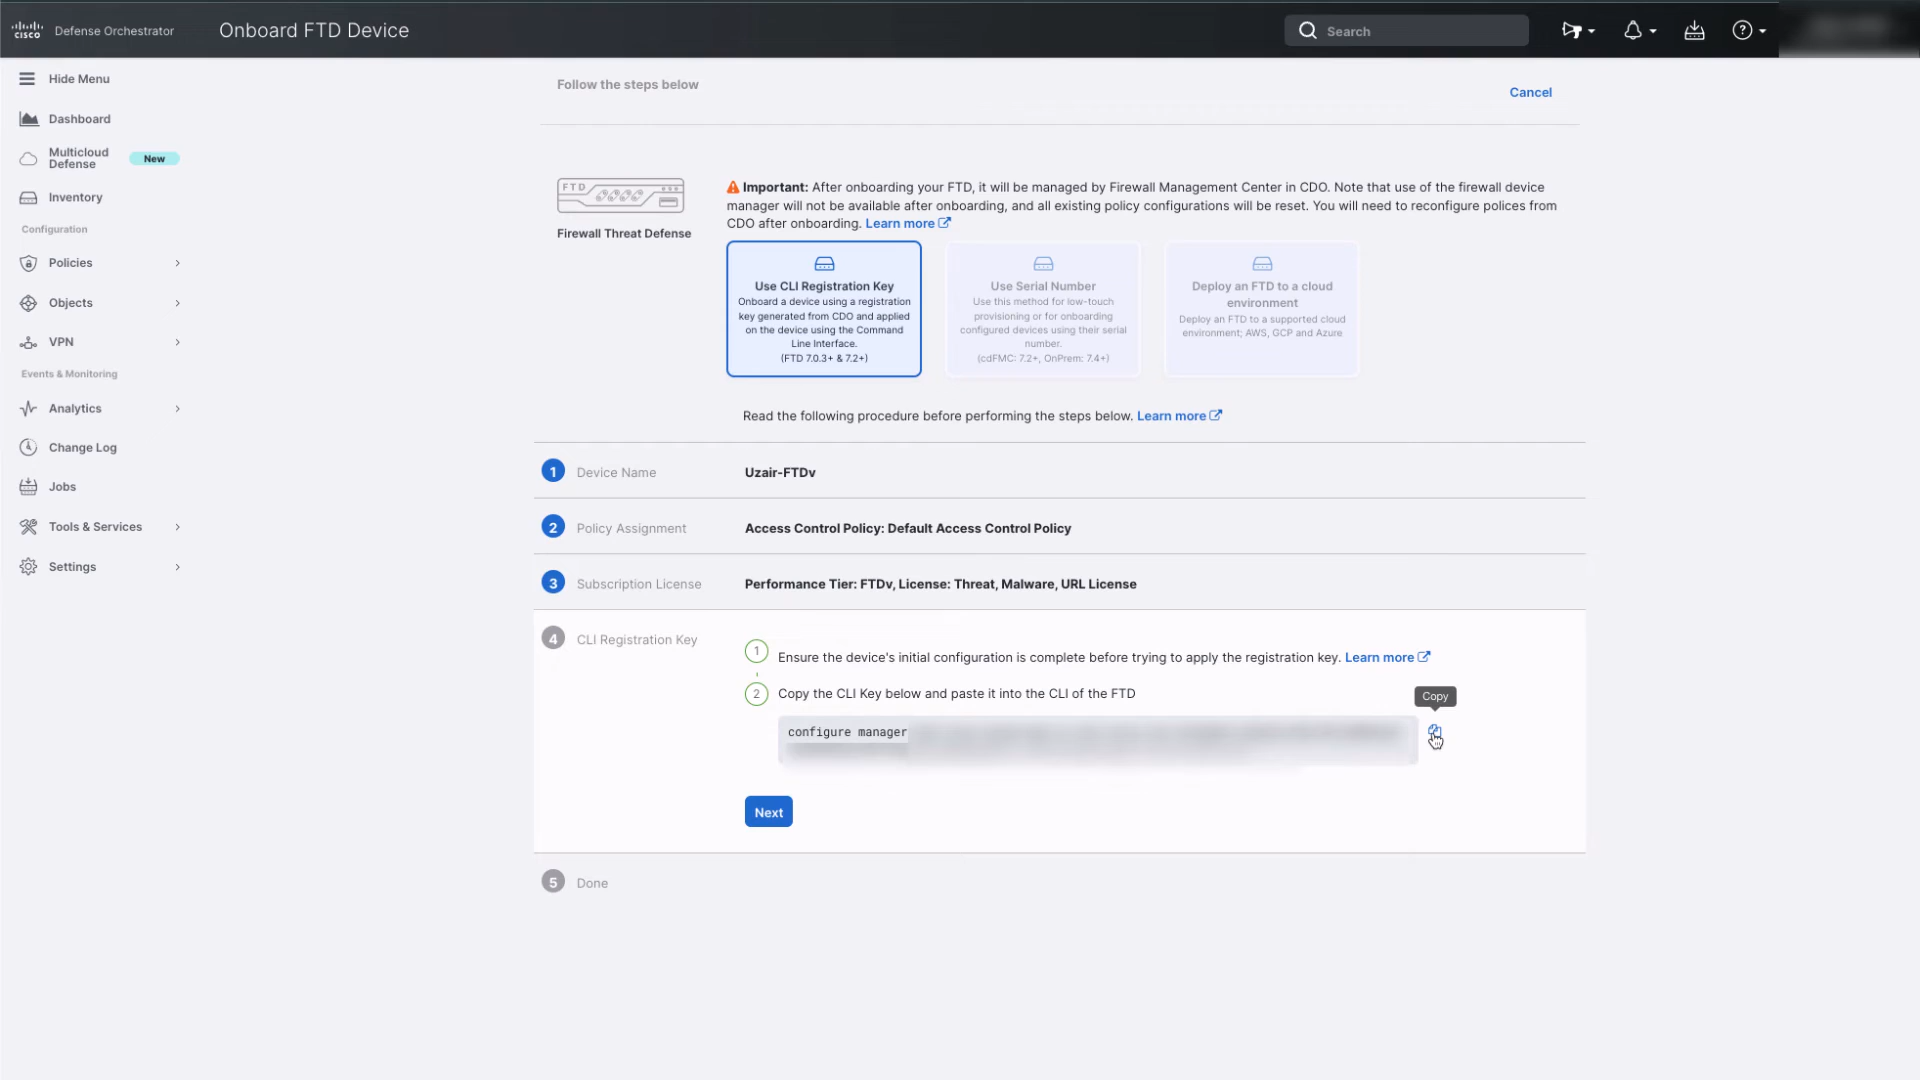 CISCO Defense Orchestrator
Onboard FTD Device
Search
Hide Menu
Dashboard
Multicloud
Defense
New
Inventory
Configuration
Policies
Objects
VPN
Events & Monitoring
Analytics
Change Log
Jobs
Tools & Services
Settings
Follow the steps below
Cancel
FTD
Firewall Threat Defense
Important: After onboarding your FTD, it will be managed by Firewall Management Center in CDO. Note that use of the firewall device
manager will not be available after onboarding, and all existing policy configurations will be reset. You will need to reconfigure polices from
CDO after onboarding. Learn more
Use CLI Registration Key
Onboard a device using a registration
key generated from CDO and applied
on the device using the Command
Line Interface.
(FTD 7.0.3+ & 7.2+)
Use Serial Number
Use this method for low-touch
provisioning or for onboarding
configured devices using their serial
number.
(cdFMC: 7.2+, OnPrem: 7.4+)
Deploy an FTD to a cloud
environment
Deploy an FTD to a supported cloud
environment; AWS, GCP and Azure
Read the following procedure before performing the steps below. Learn more
1 Device Name Uzair-FTDv
2 Policy Assignment Access Control Policy: Default Access Control Policy
3 Subscription License Performance Tier: FTDv, License: Threat, Malware, URL License
4 CLI Registration Key
1 Ensure the device's initial configuration is complete before trying to apply the registration key. Learn more
2 Copy the CLI Key below and paste it into the CLI of the FTD
Copy
configure manager
Next
5 Done